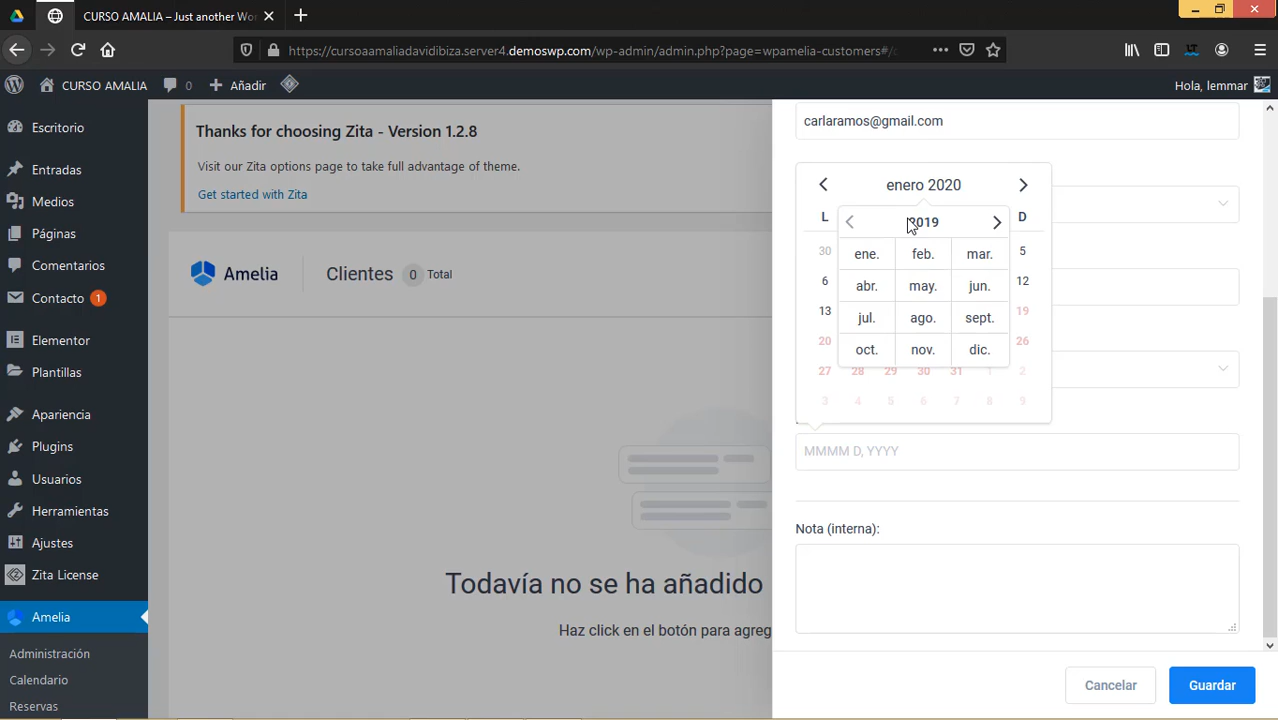 CURSO AMALIA – Just another Wor
https://cursoaamaliadavidibiza.server4.demoswp.com/wp-admin/admin.php?page=wpamelia-customers#/c
CURSO AMALIA 0 Añadir
Hola, lemmar
Escritorio
Entradas
Medios
Páginas
Comentarios
Contacto 1
Elementor
Plantillas
Apariencia
Plugins
Usuarios
Herramientas
Ajustes
Zita License
Amelia
Administración
Calendario
Reservas
Thanks for choosing Zita - Version 1.2.8
Visit our Zita options page to take full advantage of theme.
Get started with Zita
Amelia
Clientes 0 Total
Todavía no se ha añadido
Haz click en el botón para agreg
carlaramos@gmail.com
enero 2020
L D
2019
30 5
ene. feb. mar.
6 12
abr. may. jun.
13 19
jul. ago. sept.
20 26
oct. nov. dic.
27 28 29 30 31 1 2
3 4 5 6 7 8 9
MMMM D, YYYY
Nota (interna):
Cancelar
Guardar